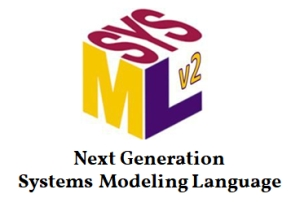 SYS
ML v2
Next Generation
Systems Modeling Language